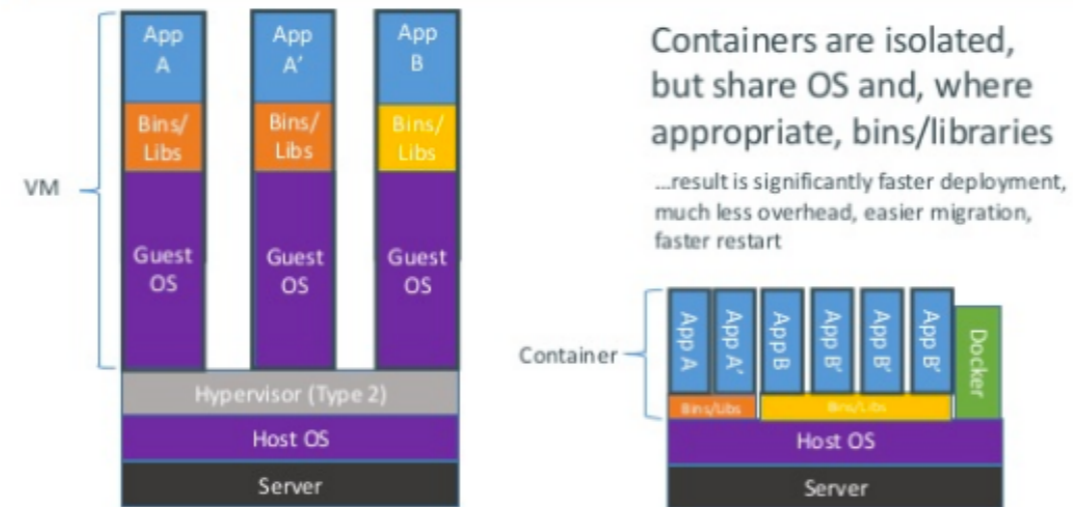 App
A
App
A'
App
B
Bins/
Libs
Bins/
Libs
Bins/
Libs
VM
Guest
OS
Guest
OS
Guest
OS
Hypervisor (Type 2)
Host OS
Server
Containers are isolated,
but share OS and, where
appropriate, bins/libraries
...result is significantly faster deployment,
much less overhead, easier migration,
faster restart
Container
App A
App A'
App B
App B'
App B'
App B'
Docker
Bins/Libs
Bins/Libs
Host OS
Server